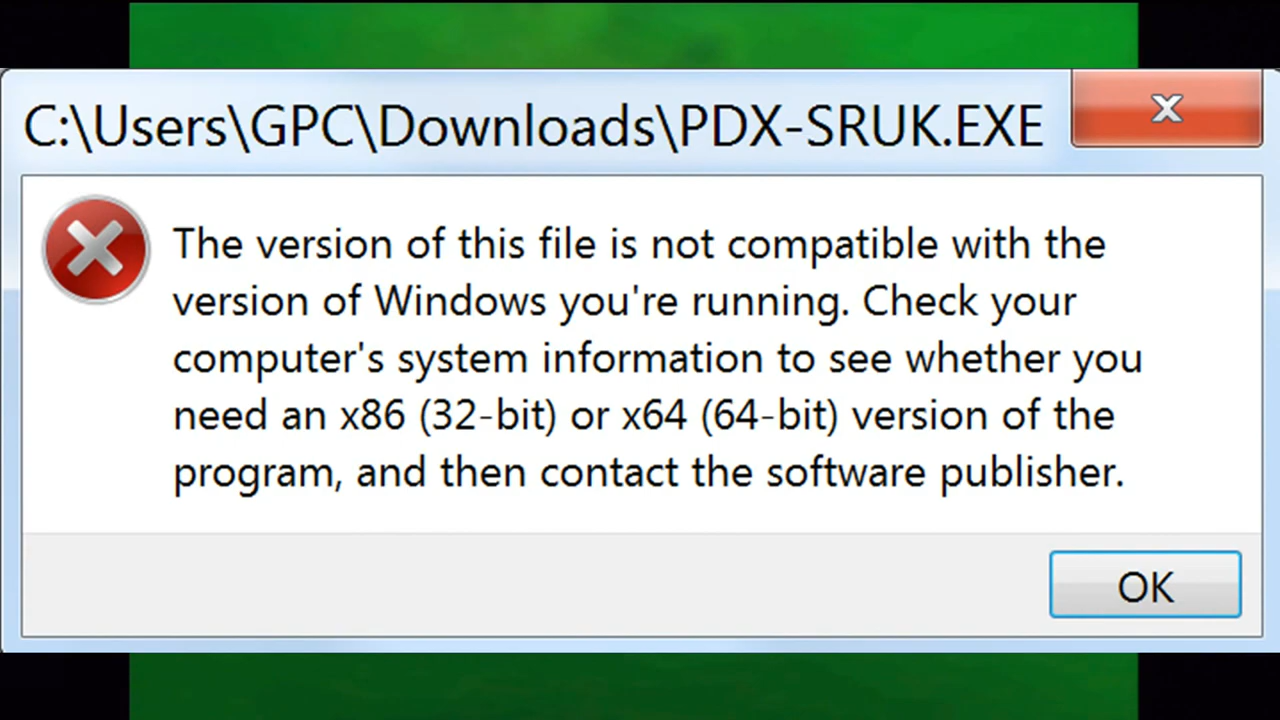 C:\Users\GPC\Downloads\PDX-SRUK.EXE
The version of this file is not compatible with the
version of Windows you're running. Check your
computer's system information to see whether you
need an x86 (32-bit) or x64 (64-bit) version of the
program, and then contact the software publisher.
OK